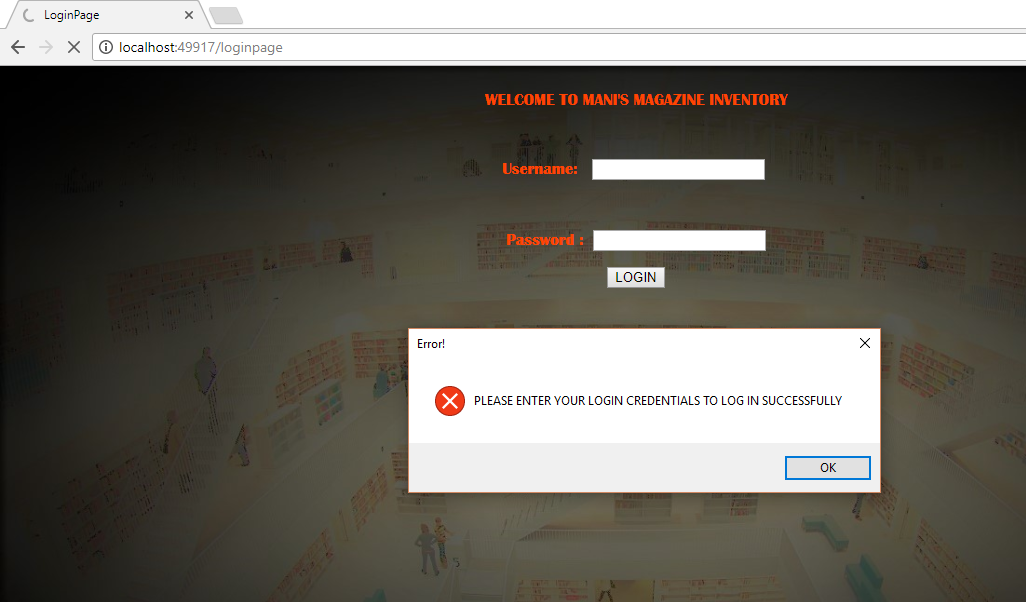 LoginPage
localhost:49917/loginpage
WELCOME TO MANI'S MAGAZINE INVENTORY
Username:
Password :
LOGIN
Error!
PLEASE ENTER YOUR LOGIN CREDENTIALS TO LOG IN SUCCESSFULLY
OK